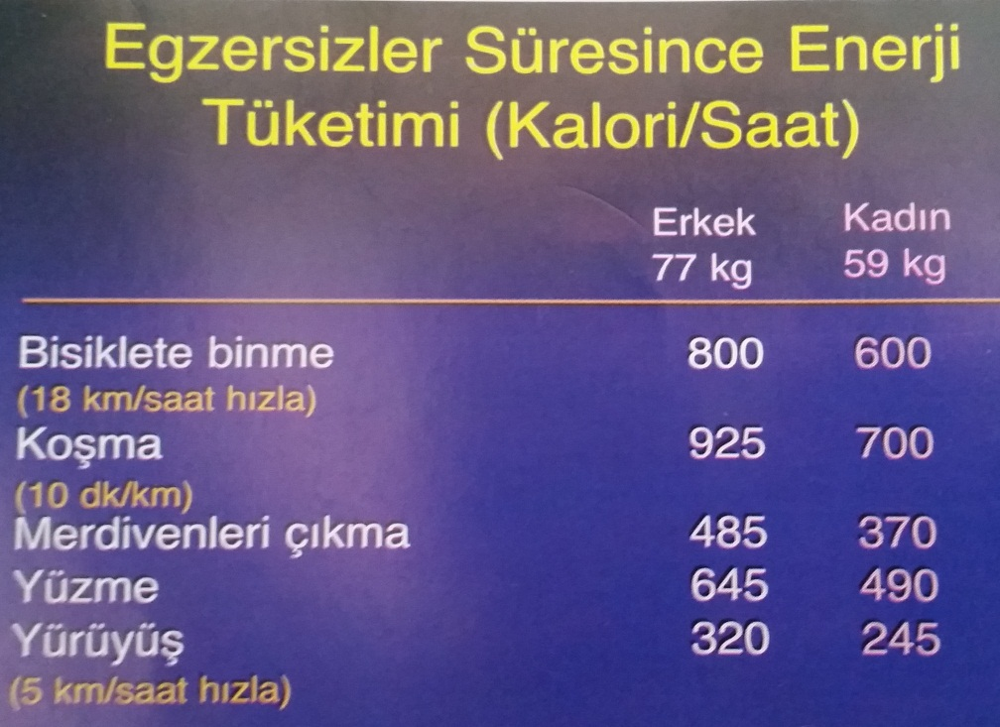 Egzersizler Süresince Enerji
Tüketimi (Kalori/Saat)
Erkek Kadın
77 kg 59 kg
Bisiklete binme 800 600
(18 km/saat hızla)
Koşma 925 700
(10 dk/km)
Merdivenleri çıkma 485 370
Yüzme 645 490
Yürüyüş 320 245
(5 km/saat hızla)